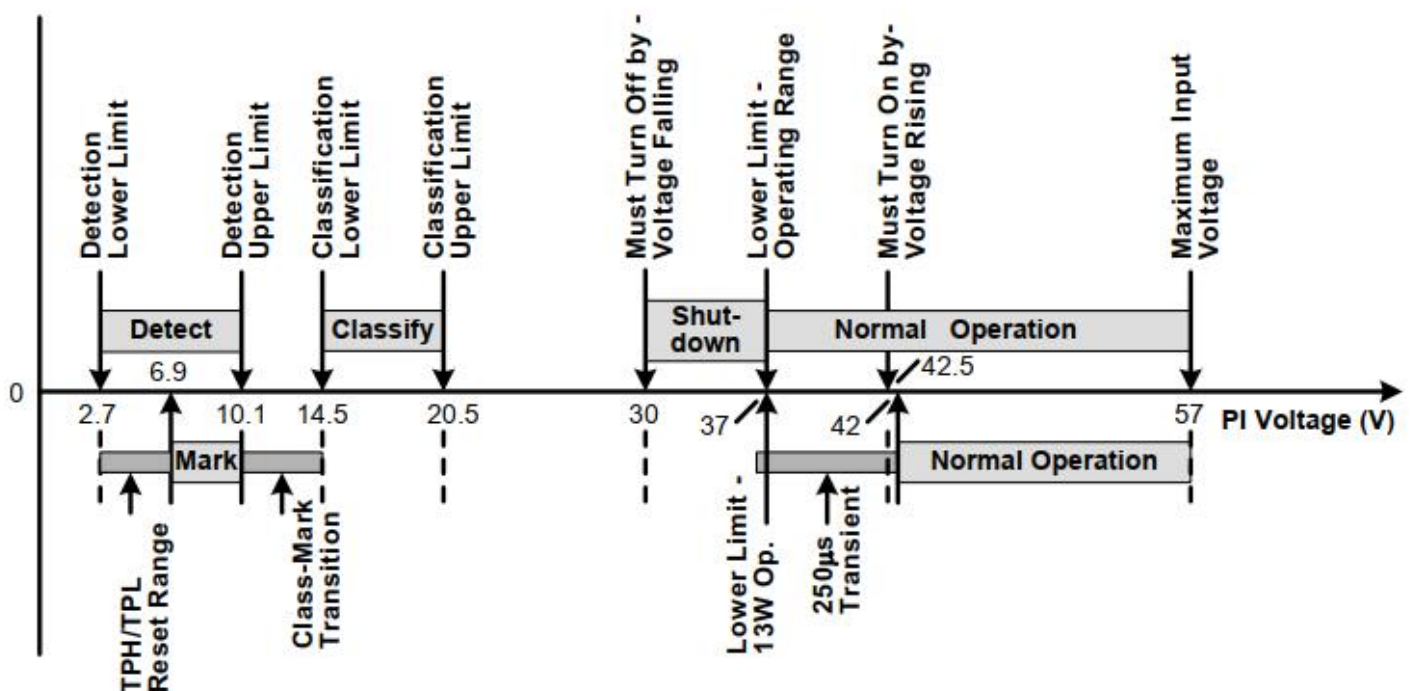 Detection
Lower Limit
Detection
Upper Limit
Classification
Lower Limit
Classification
Upper Limit
Must Turn Off by -
Voltage Falling
Lower Limit -
Operating Range
Must Turn On by-
Voltage Rising
Maximum Input
Voltage
Detect
Classify
Shut-
down
Normal Operation
6.9
42.5
0
2.7
10.1
14.5
20.5
30
37
42
57
PI Voltage (V)
Mark
Normal Operation
TPH/TPL
Reset Range
Class-Mark
Transition
Lower Limit -
13W Op.
250µs
Transient